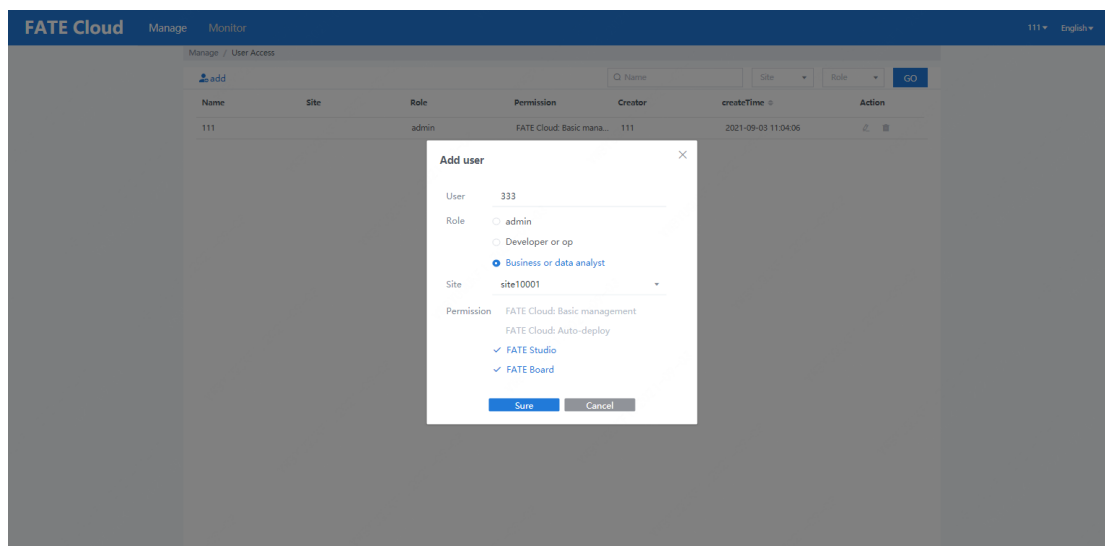 FATE Cloud Manage Monitor 111 English
Manage / User Access
add Name Site Role GO
Name Site Role Permission Creator createTime Action
111 admin FATE Cloud: Basic mana... 111 2021-09-03 11:04:06
Add user
User 333
Role admin
Developer or op
Business or data analyst
Site site10001
Permission FATE Cloud: Basic management
FATE Cloud: Auto-deploy
FATE Studio
FATE Board
Sure Cancel